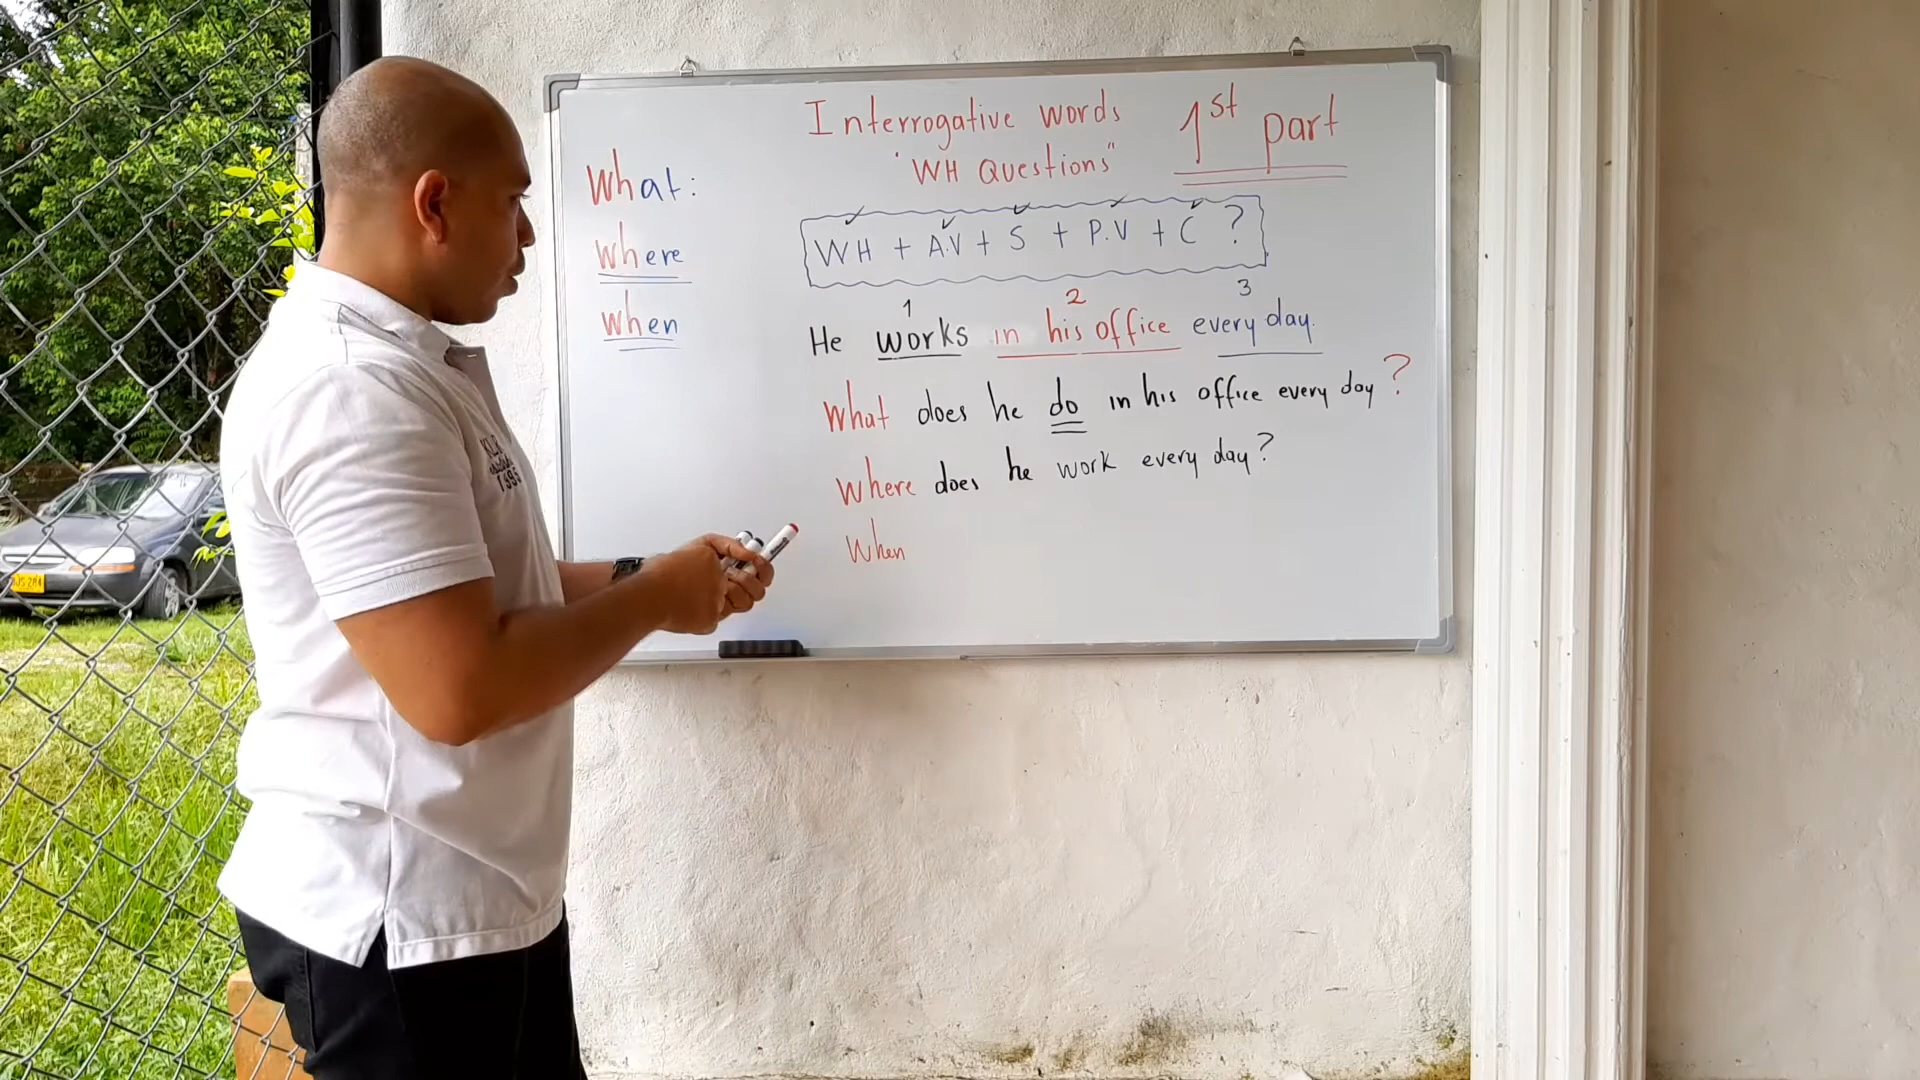 Interrogative words
"WH Questions"
1st part
What:
where
when
WH + A.V + S + P.V + C ?
1 2 3
He works in his office every day.
What does he do in his office every day?
Where does he work every day?
When
1995